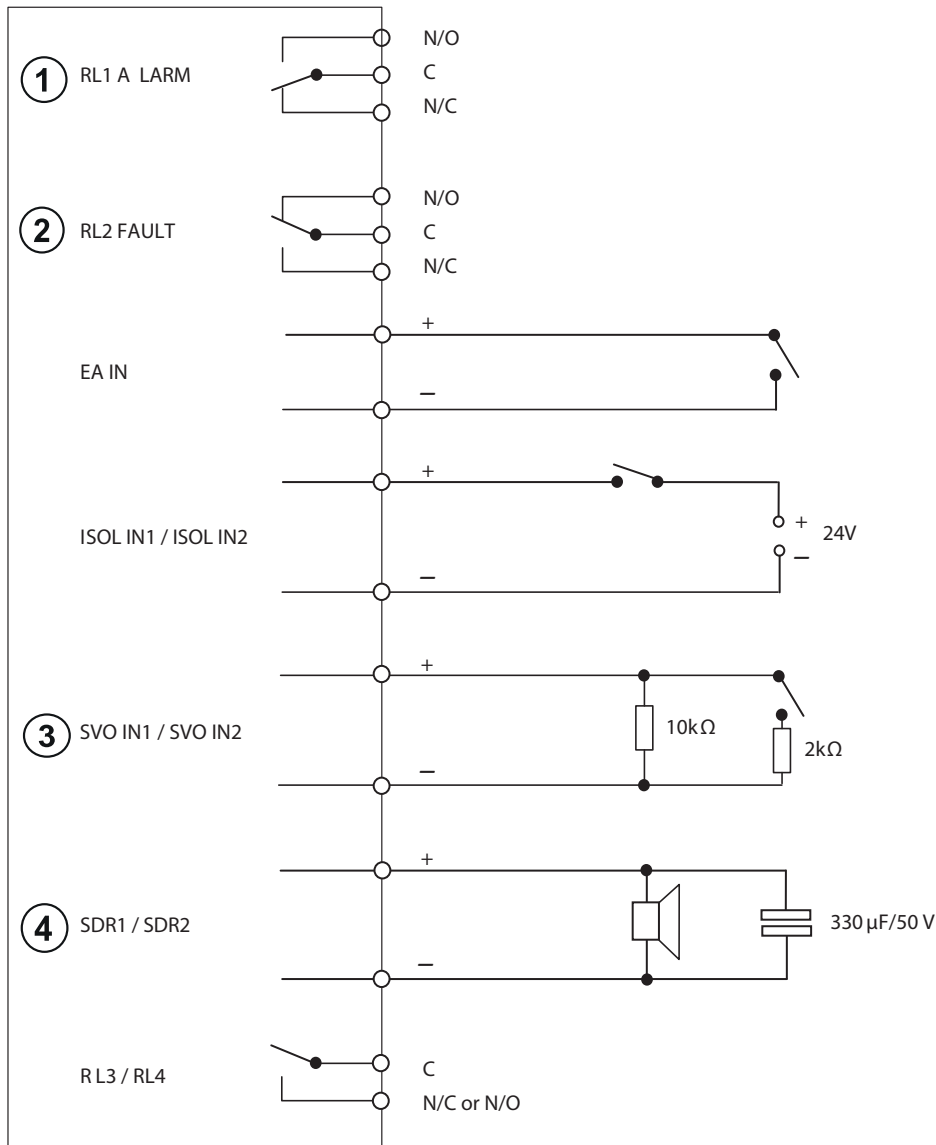 N/O
1 RL1 A LARM C
N/C
N/O
2 RL2 FAULT C
N/C
+
EA IN
−
+
ISOL IN1 / ISOL IN2
+ 24V
−
−
+
3 SVO IN1 / SVO IN2 10kΩ 2kΩ
−
+
4 SDR1 / SDR2 330 µF/50 V
−
R L3 / RL4 C
N/C or N/O